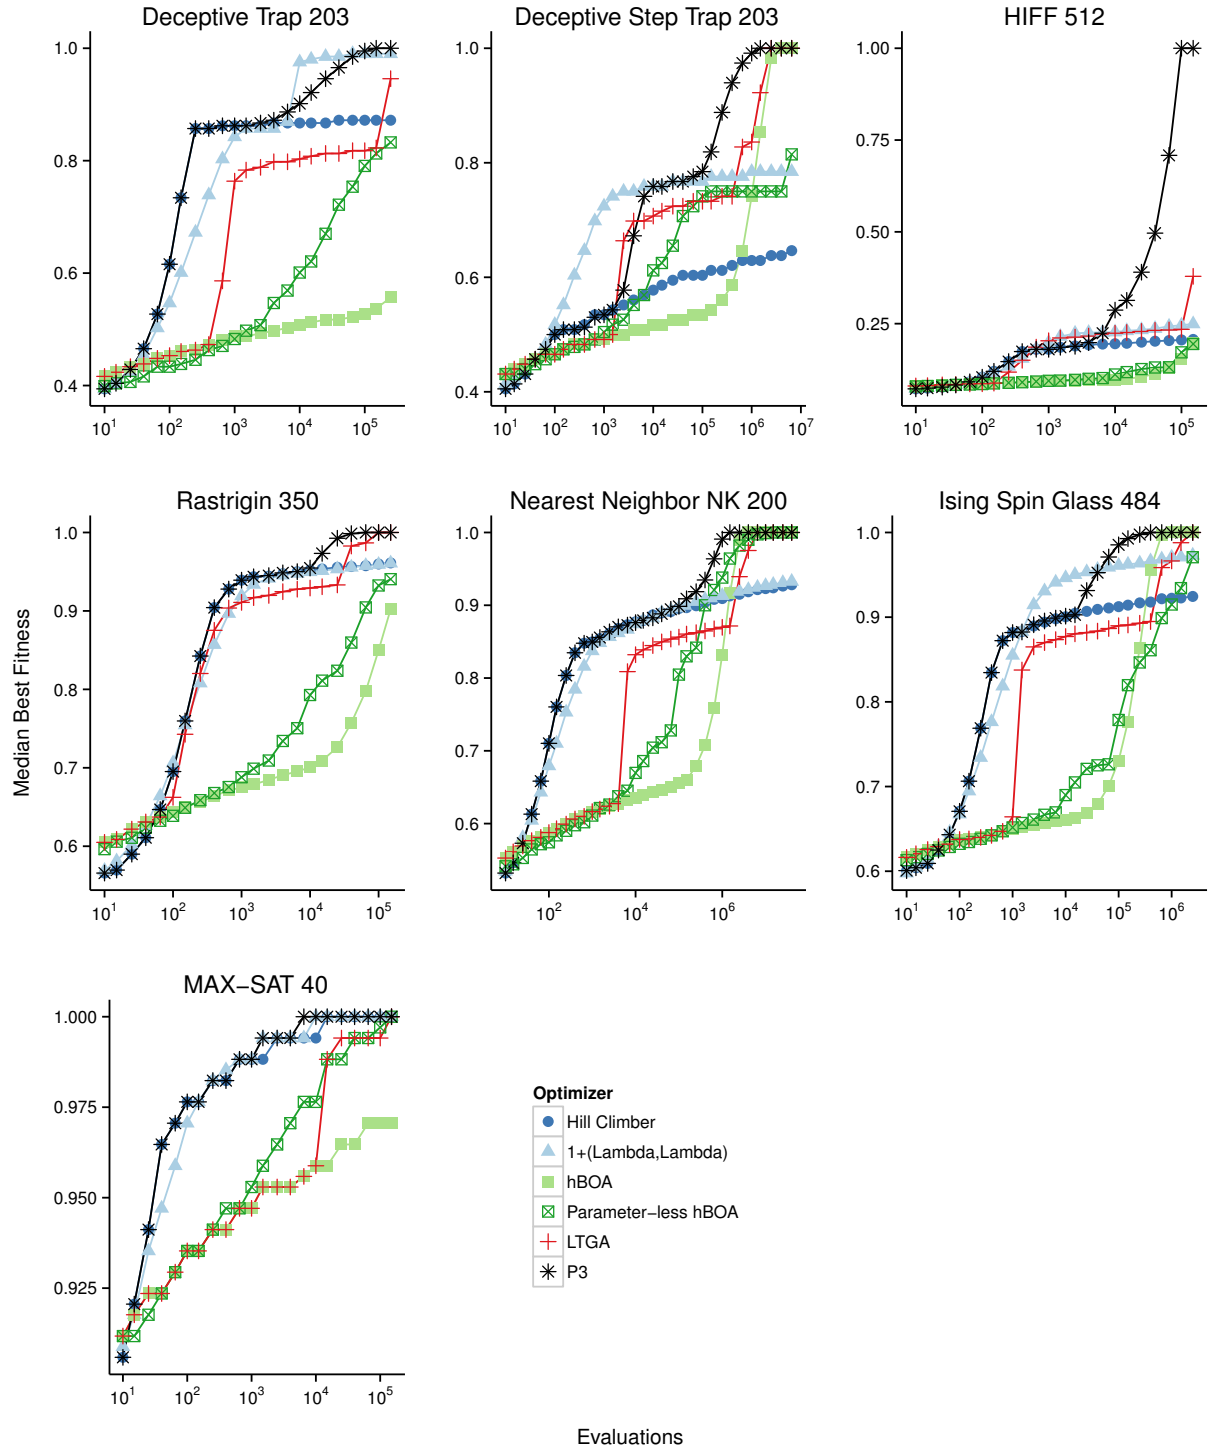 Deceptive Trap 203
Deceptive Step Trap 203
HIFF 512
1.0
0.8
0.6
0.4
10^1 10^2 10^3 10^4 10^5
1.0
0.8
0.6
0.4
10^1 10^2 10^3 10^4 10^5 10^6 10^7
1.00
0.75
0.50
0.25
10^1 10^2 10^3 10^4 10^5
Median Best Fitness
Rastrigin 350
Nearest Neighbor NK 200
Ising Spin Glass 484
1.0
0.9
0.8
0.7
0.6
10^1 10^2 10^3 10^4 10^5
1.0
0.9
0.8
0.7
0.6
10^2 10^4 10^6
1.0
0.9
0.8
0.7
0.6
10^1 10^2 10^3 10^4 10^5 10^6
MAX−SAT 40
1.000
0.975
0.950
0.925
10^1 10^2 10^3 10^4 10^5
Optimizer
Hill Climber
1+(Lambda,Lambda)
hBOA
Parameter−less hBOA
LTGA
P3
Evaluations